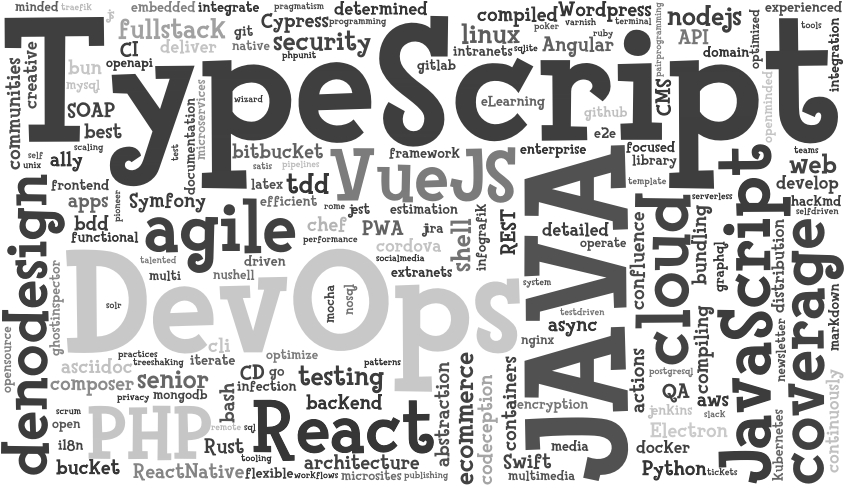 minded
traefik
embedded
integrate
pragmatism
determined
compiled
Wordpress
nodejs
experienced
fullstack
git
Cypress
programming
poker
varnish
terminal
tools
CI
deliver
native
security
linux
intranets
sqlite
Angular
ruby
API
domain
optimized
integration
communities
creative
TypeScript
bun
openapi
phpunit
gitlab
pairprogramming
CMS
mysql
microservices
wizard
eLearning
github
openminded
SOAP
documentation
best
test
scaling
e2e
self
unix
ally
bitbucket
satis
pipelines
framework
enterprise
focused
library
teams
web
frontend
latex
tdd
VueJS
template
develop
apps
pioneer
Symfony
efficient
rome
jest
estimation
REST
JAVA
serverless
hackmd
selfdriven
denodesign
bdd
functional
agile
chef
performance
PWA
jra
shell
infografik
detailed
operate
confluence
cloud
bundling
graphql
JavaScript
distribution
coverage
talented
driven
cordova
socialmedia
multi
nushell
extranets
system
ghostinspector
DevOps
solr
mocha
nosql
testdriven
async
nginx
markdown
opensource
practices
treeshaking
cli
iterate
optimize
patterns
postgresql
compiling
newsletter
asciidoc
composer
senior
CD
go
infection
testing
abstraction
ecommerce
codeception
containers
actions
QA
aws
privacy
mongodb
bash
backend
encryption
jenkins
slack
scrum
open
PHP
remote
sql
React
Electron
kubernetes
continuously
i18n
Rust
tooling
architecture
media
docker
bucket
ReactNative
flexible
workflows
microsites
publishing
Swift
multimedia
Python
tickets